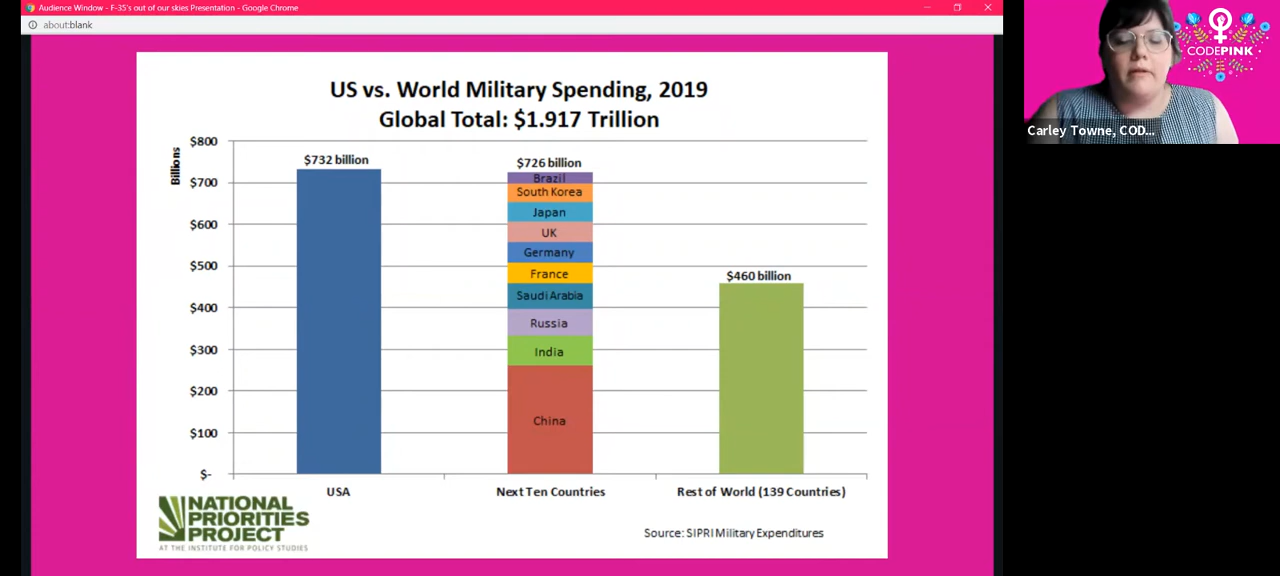 Audience Window - F-35's out of our skies Presentation - Google Chrome
about:blank
US vs. World Military Spending, 2019
Global Total: $1.917 Trillion
Billions
$800
$700
$600
$500
$400
$300
$200
$100
$-
$732 billion
$726 billion
Brazil
South Korea
Japan
UK
Germany
France
Saudi Arabia
Russia
India
China
$460 billion
USA
Next Ten Countries
Rest of World (139 Countries)
NATIONAL
PRIORITIES
PROJECT
AT THE INSTITUTE FOR POLICY STUDIES
Source: SIPRI Military Expenditures
CODEPINK
Carley Towne, COD...